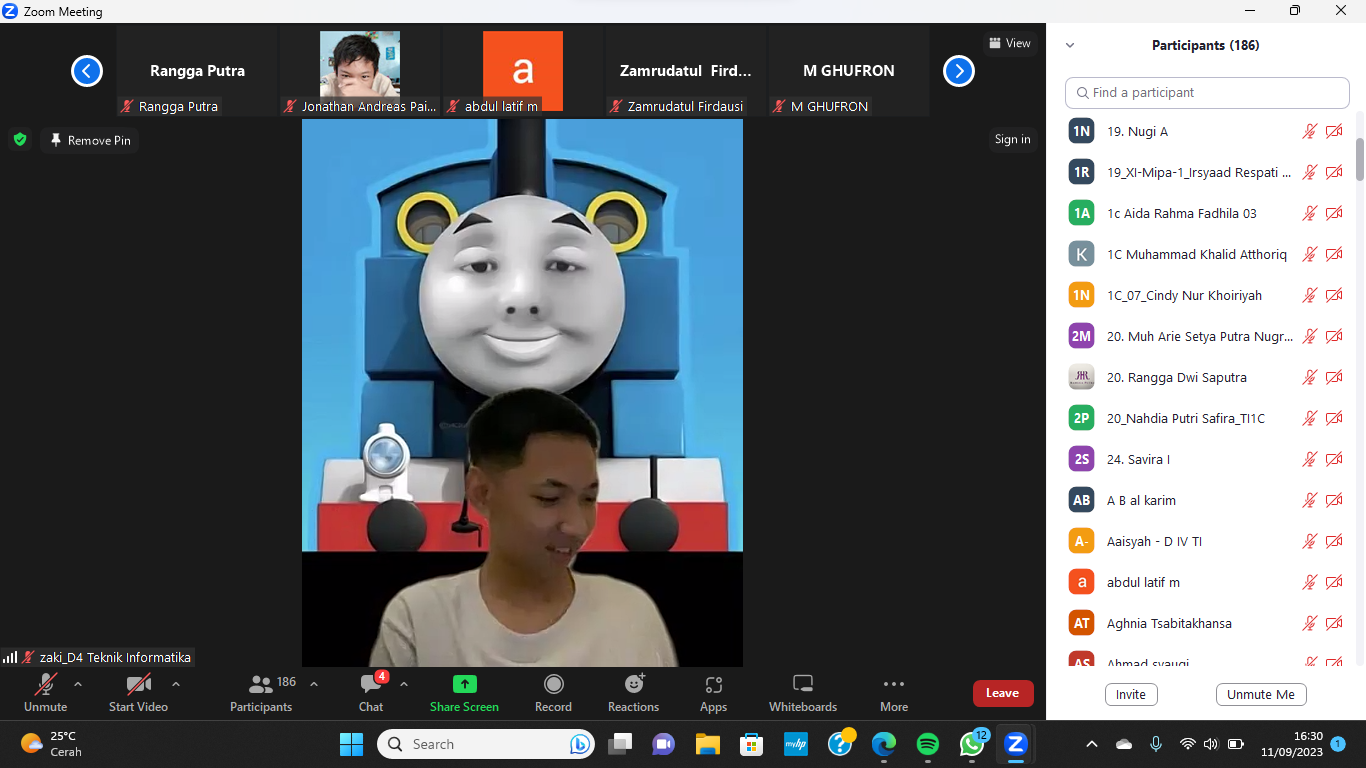 Zoom Meeting
Rangga Putra
Rangga Putra
Jonathan Andreas Pai...
a
abdul latif m
Zamrudatul Fird...
Zamrudatul Firdausi
M GHUFRON
M GHUFRON
View
Remove Pin
Sign in
zaki_D4 Teknik Informatika
Participants (186)
Find a participant
1N 19. Nugi A
1R 19_XI-Mipa-1_Irsyaad Respati ...
1A 1c Aida Rahma Fadhila 03
K 1C Muhammad Khalid Atthoriq
1N 1C_07_Cindy Nur Khoiriyah
2M 20. Muh Arie Setya Putra Nugr...
20. Rangga Dwi Saputra
2P 20_Nahdia Putri Safira_TI1C
2S 24. Savira I
AB A B al karim
A- Aaisyah - D IV TI
a abdul latif m
AT Aghnia Tsabitakhansa
AS Ahmad syauqi
Invite
Unmute Me
Unmute
Start Video
186
Participants
4
Chat
Share Screen
Record
Reactions
Apps
Whiteboards
More
Leave
25°C
Cerah
Search
myhp
12
16:30
11/09/2023
1